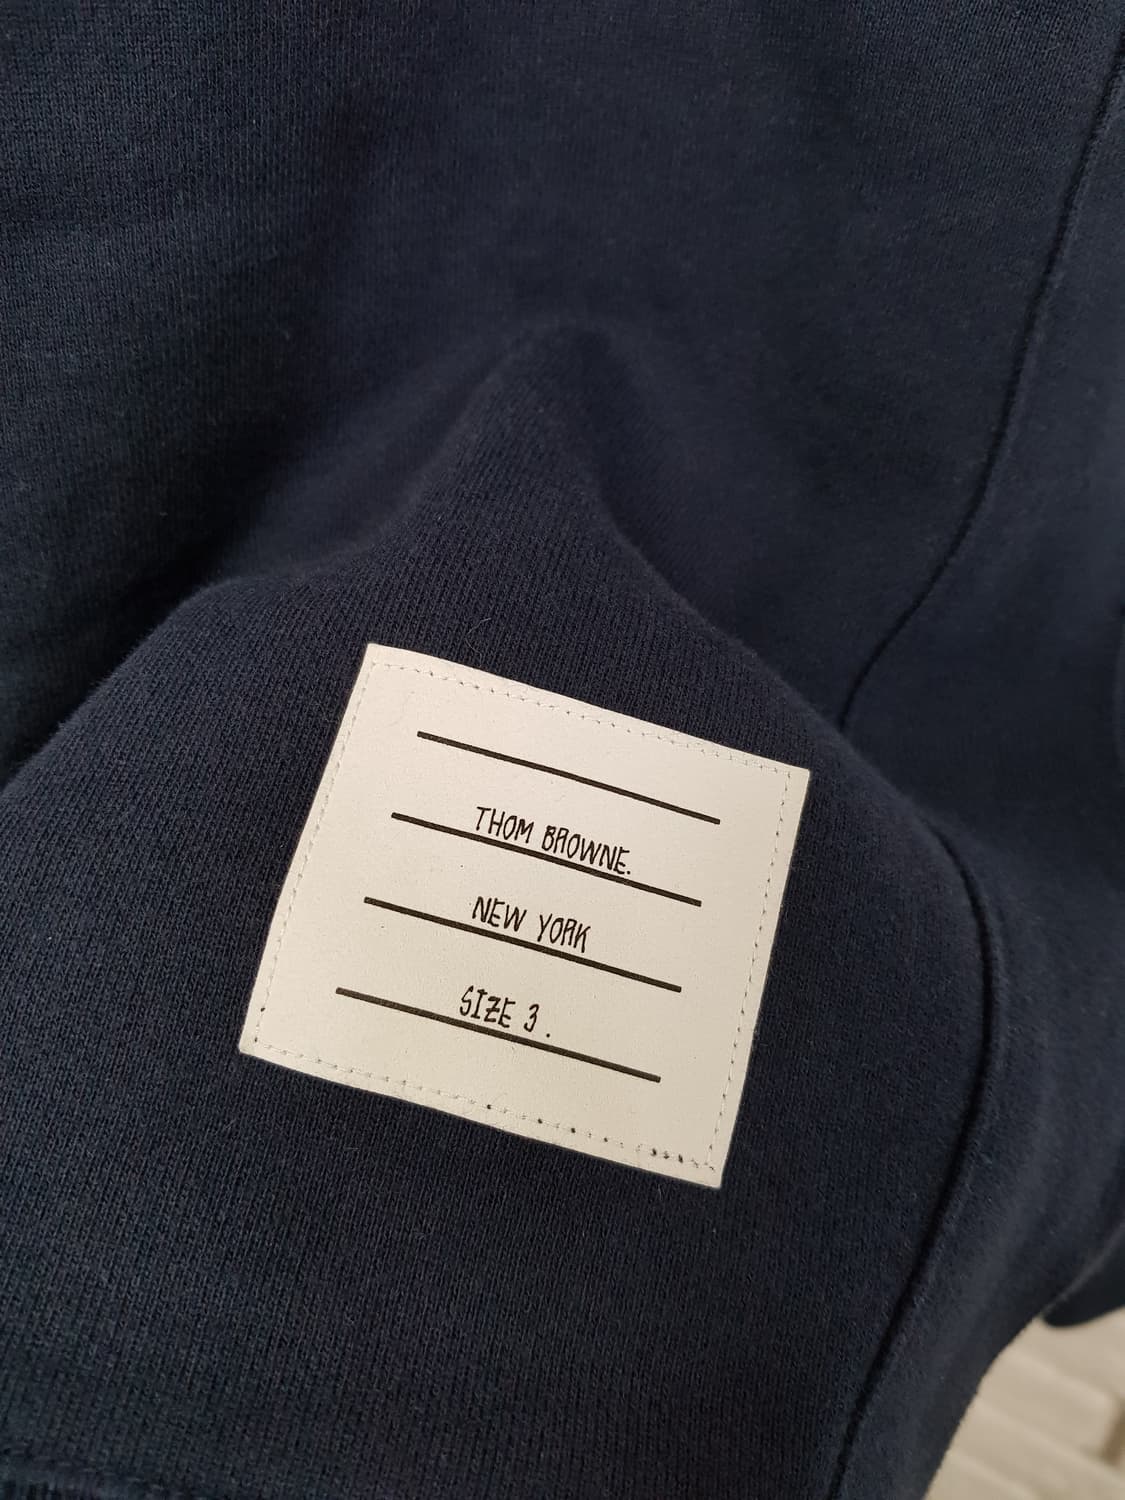 THOM BROWNE.
NEW YORK
SIZE 3.